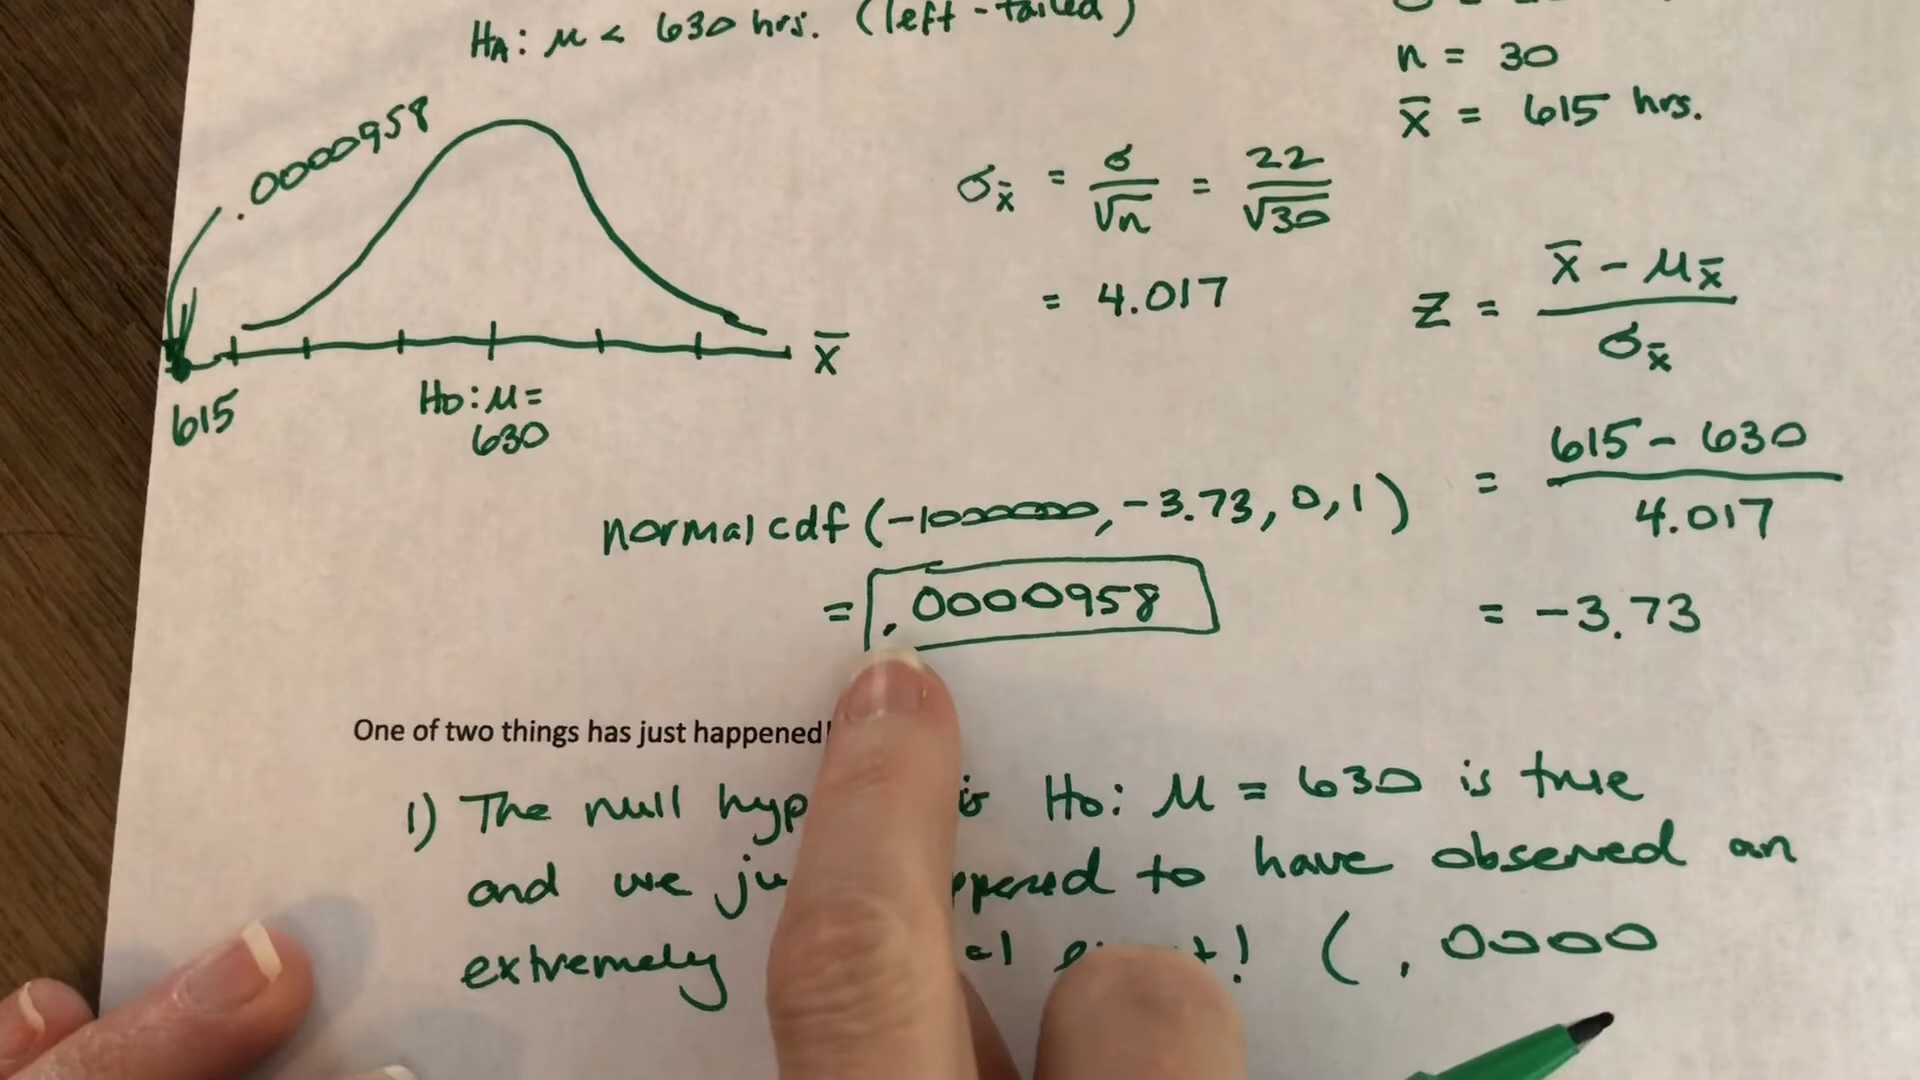 HA: μ < 630 hrs. (left-tailed)
n = 30
x̄ = 615 hrs.
.0000958
σx̄ = σ/√n = 22/√30
= 4.017
z = x̄ - μx̄ / σx̄
x̄
615
Ho: μ =
630
= 615 - 630 / 4.017
normalcdf (-1000000, -3.73, 0, 1)
= .0000958
= -3.73
One of two things has just happened!
1) The null hyp is Ho: μ = 630 is true
and we ju ppened to have observed an
extremely al ! (.0000